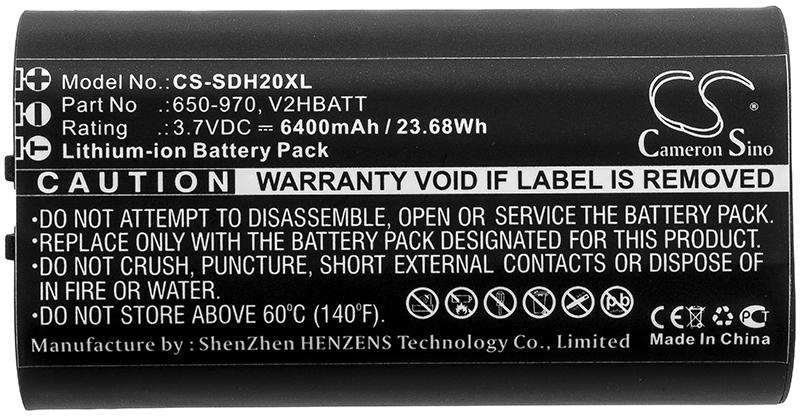 Model No.:CS-SDH20XL
Part No :650-970, V2HBATT
Rating :3.7VDC ⎓ 6400mAh / 23.68Wh
Lithium-ion Battery Pack
CS
Cameron Sino
CAUTION WARRANTY VOID IF LABEL IS REMOVED
•DO NOT ATTEMPT TO DISASSEMBLE, OPEN OR SERVICE THE BATTERY PACK.
•REPLACE ONLY WITH THE BATTERY PACK DESIGNATED FOR THIS PRODUCT.
•DO NOT CRUSH, PUNCTURE, SHORT EXTERNAL CONTACTS OR DISPOSE OF
IN FIRE OR WATER.
•DO NOT STORE ABOVE 60°C (140°F).
Pb
CE PCT
Made In China
Manufacture by : ShenZhen HENZENS Technology Co., Limited